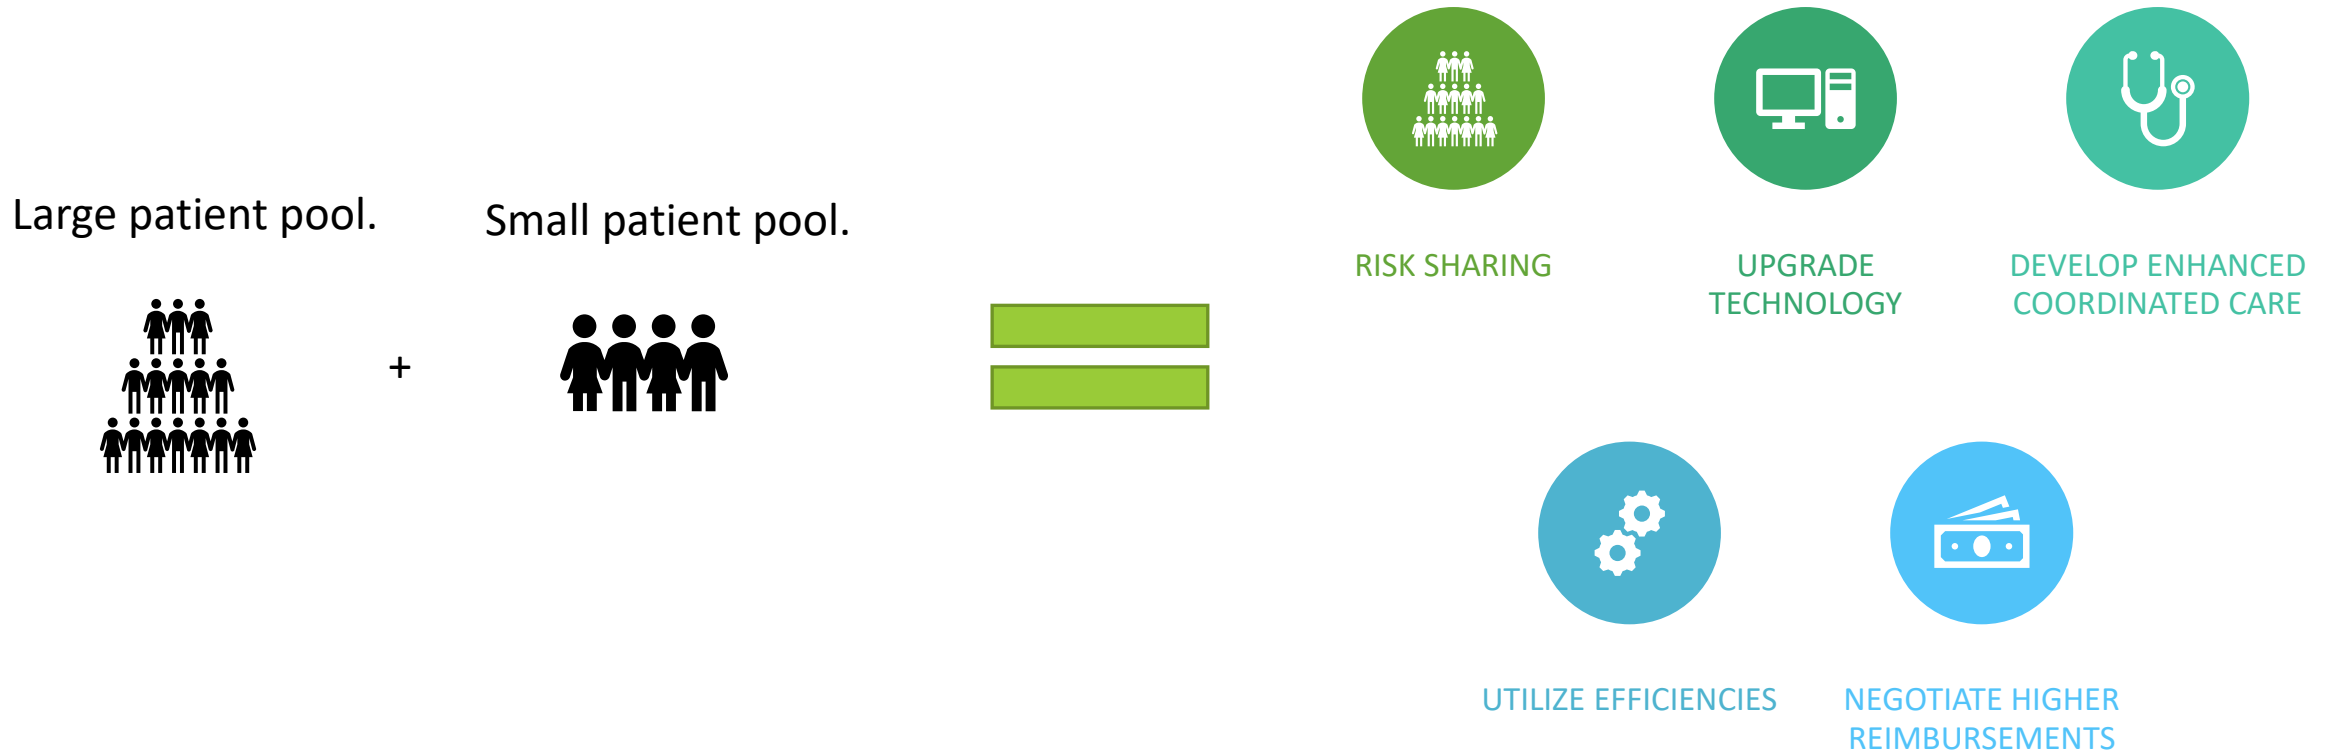 Large patient pool.
Small patient pool.
+
RISK SHARING
UPGRADE
TECHNOLOGY
DEVELOP ENHANCED
COORDINATED CARE
UTILIZE EFFICIENCIES
NEGOTIATE HIGHER
REIMBURSEMENTS